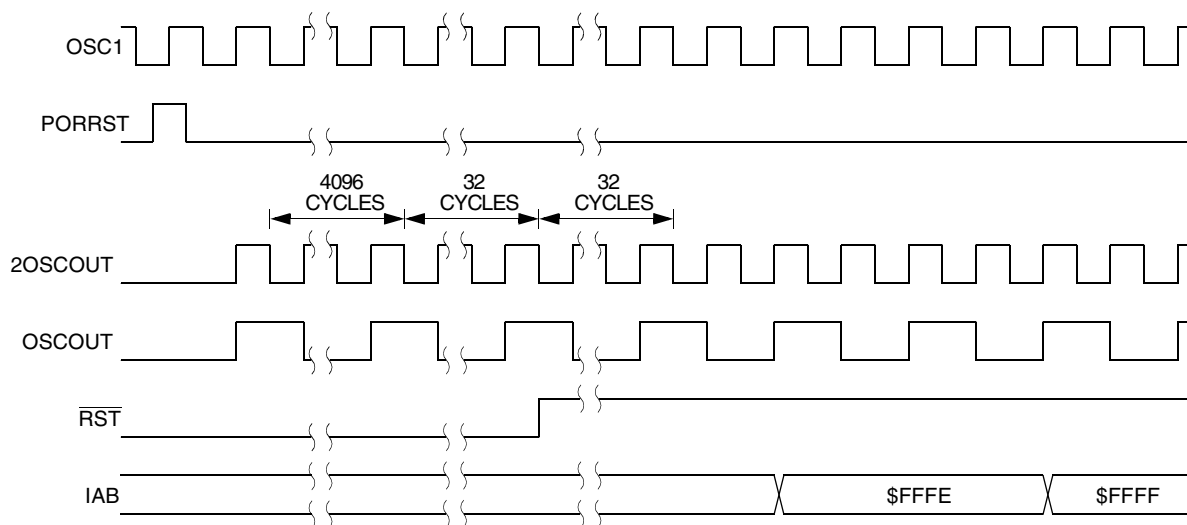 OSC1
PORRST
4096
CYCLES
32
CYCLES
32
CYCLES
2OSCOUT
OSCOUT
RST
IAB
$FFFE
$FFFF